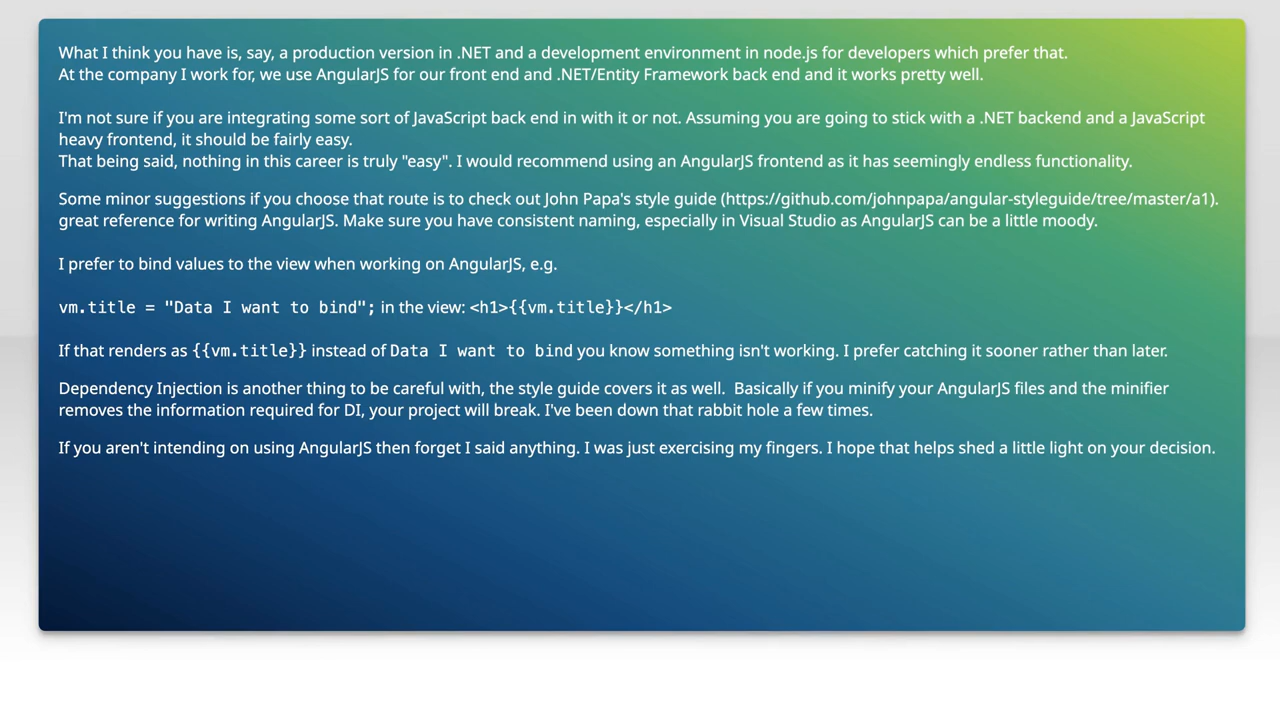 What I think you have is, say, a production version in .NET and a development environment in node.js for developers which prefer that.
At the company I work for, we use AngularJS for our front end and .NET/Entity Framework back end and it works pretty well.
I'm not sure if you are integrating some sort of JavaScript back end in with it or not. Assuming you are going to stick with a .NET backend and a JavaScript
heavy frontend, it should be fairly easy.
That being said, nothing in this career is truly "easy". I would recommend using an AngularJS frontend as it has seemingly endless functionality.
Some minor suggestions if you choose that route is to check out John Papa's style guide (https://github.com/johnpapa/angular-styleguide/tree/master/a1).
great reference for writing AngularJS. Make sure you have consistent naming, especially in Visual Studio as AngularJS can be a little moody.
I prefer to bind values to the view when working on AngularJS, e.g.
vm.title = "Data I want to bind"; in the view: <h1>{{vm.title}}</h1>
If that renders as {{vm.title}} instead of Data I want to bind you know something isn't working. I prefer catching it sooner rather than later.
Dependency Injection is another thing to be careful with, the style guide covers it as well.  Basically if you minify your AngularJS files and the minifier
removes the information required for DI, your project will break. I've been down that rabbit hole a few times.
If you aren't intending on using AngularJS then forget I said anything. I was just exercising my fingers. I hope that helps shed a little light on your decision.